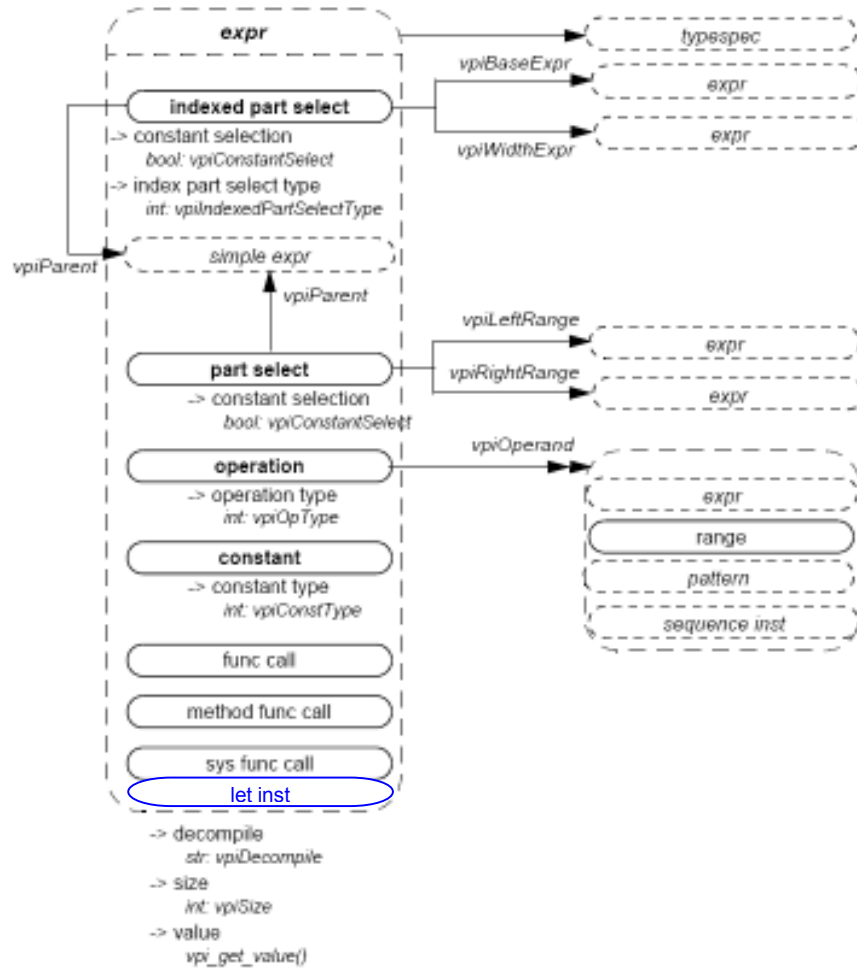 expr
typespec
vpiBaseExpr
expr
indexed part select
-> constant selection
bool: vpiConstantSelect
vpiWidthExpr
expr
-> index part select type
int: vpiIndexedPartSelectType
vpiParent
simple expr
vpiParent
vpiLeftRange
expr
part select
vpiRightRange
expr
-> constant selection
bool: vpiConstantSelect
vpiOperand
operation
-> operation type
int: vpiOpType
expr
range
constant
-> constant type
int: vpiConstType
pattern
sequence inst
func call
method func call
sys func call
let inst
-> decompile
str: vpiDecompile
-> size
int: vpiSize
-> value
vpi_get_value()